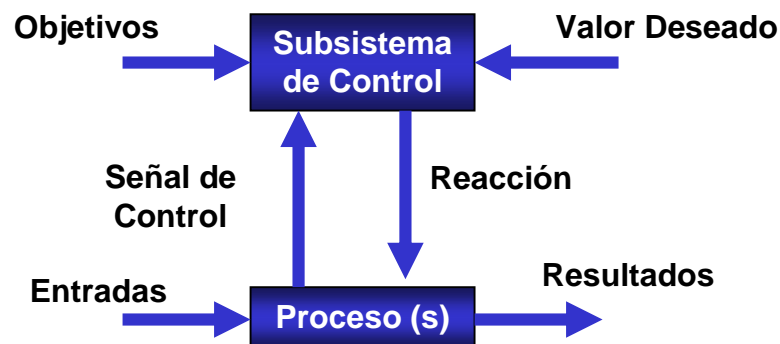 Objetivos
Subsistema
de Control
Valor Deseado
Señal de
Control
Reacción
Entradas
Proceso (s)
Resultados